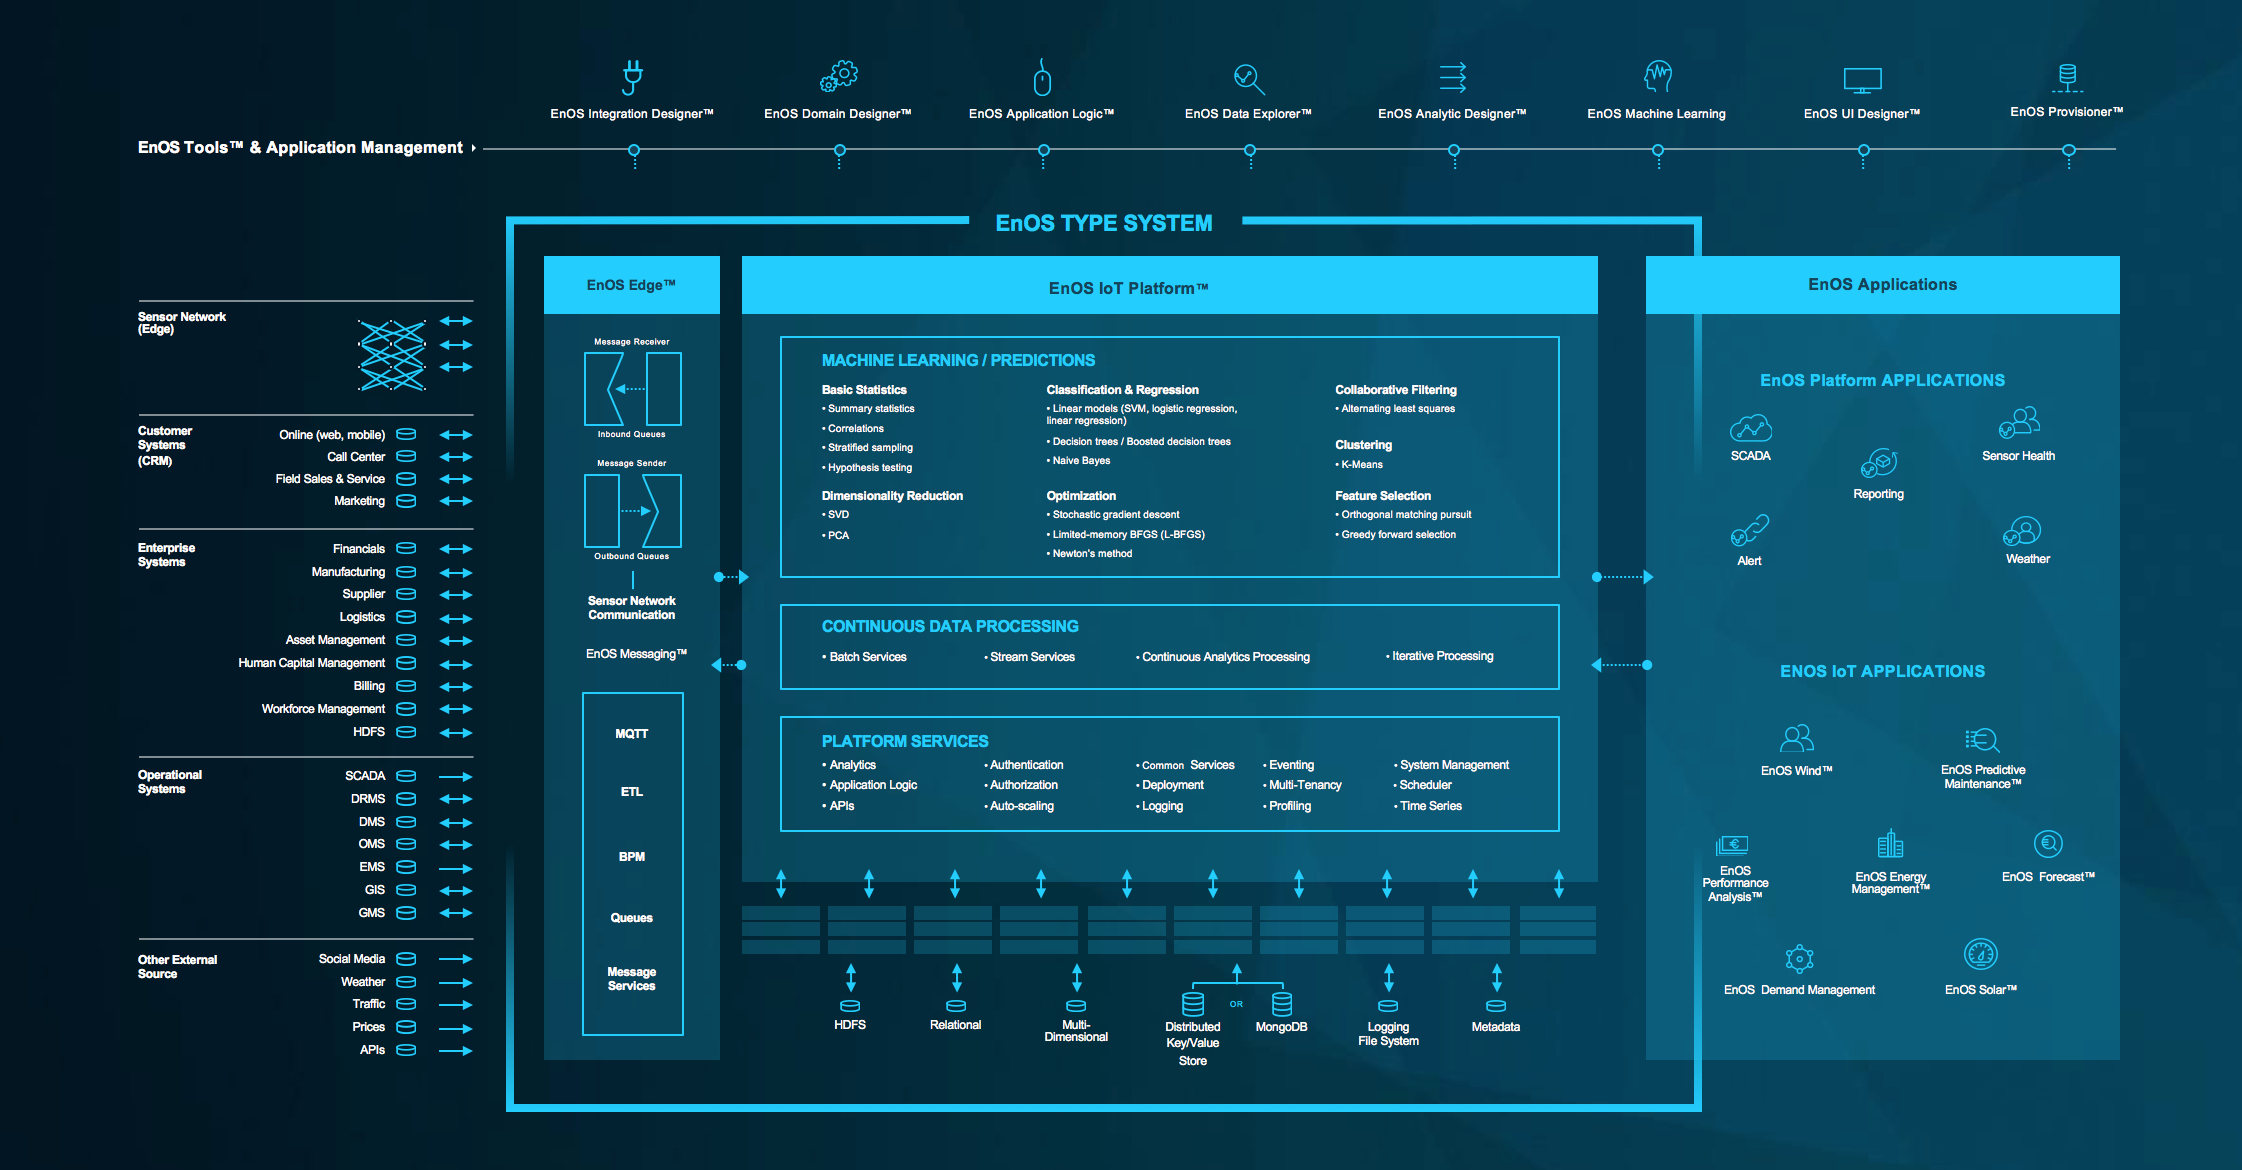 EnOS Integration Designer™
EnOS Domain Designer™
EnOS Application Logic™
EnOS Data Explorer™
EnOS Analytic Designer™
EnOS Machine Learning
EnOS UI Designer™
EnOS Provisioner™
EnOS Tools™ & Application Management
EnOS TYPE SYSTEM
Sensor Network
(Edge)
Customer
Systems
(CRM)
Online (web, mobile)
Call Center
Field Sales & Service
Marketing
Enterprise
Systems
Financials
Manufacturing
Supplier
Logistics
Asset Management
Human Capital Management
Billing
Workforce Management
HDFS
Operational
Systems
SCADA
DRMS
DMS
OMS
EMS
GIS
GMS
Other External
Source
Social Media
Weather
Traffic
Prices
APIs
EnOS Edge™
Message Receiver
Inbound Queues
Message Sender
Outbound Queues
Sensor Network
Communication
EnOS Messaging™
MQTT
ETL
BPM
Queues
Message
Services
EnOS IoT Platform™
MACHINE LEARNING / PREDICTIONS
Basic Statistics
• Summary statistics
• Correlations
• Stratified sampling
• Hypothesis testing
Classification & Regression
• Linear models (SVM, logistic regression,
linear regression)
• Decision trees / Boosted decision trees
• Naive Bayes
Collaborative Filtering
• Alternating least squares
Clustering
• K-Means
Dimensionality Reduction
• SVD
• PCA
Optimization
• Stochastic gradient descent
• Limited-memory BFGS (L-BFGS)
• Newton's method
Feature Selection
• Orthogonal matching pursuit
• Greedy forward selection
CONTINUOUS DATA PROCESSING
• Batch Services
• Stream Services
• Continuous Analytics Processing
• Iterative Processing
PLATFORM SERVICES
• Analytics
• Application Logic
• APIs
• Authentication
• Authorization
• Auto-scaling
• Common Services
• Deployment
• Logging
• Eventing
• Multi-Tenancy
• Profiling
• System Management
• Scheduler
• Time Series
HDFS
Relational
Multi-
Dimensional
Distributed
Key/Value
Store
OR
MongoDB
Logging
File System
Metadata
EnOS Applications
EnOS Platform APPLICATIONS
SCADA
Reporting
Sensor Health
Alert
Weather
ENOS IoT APPLICATIONS
EnOS Wind™
EnOS Predictive
Maintenance™
EnOS
Performance
Analysis™
EnOS Energy
Management™
EnOS Forecast™
EnOS Demand Management
EnOS Solar™